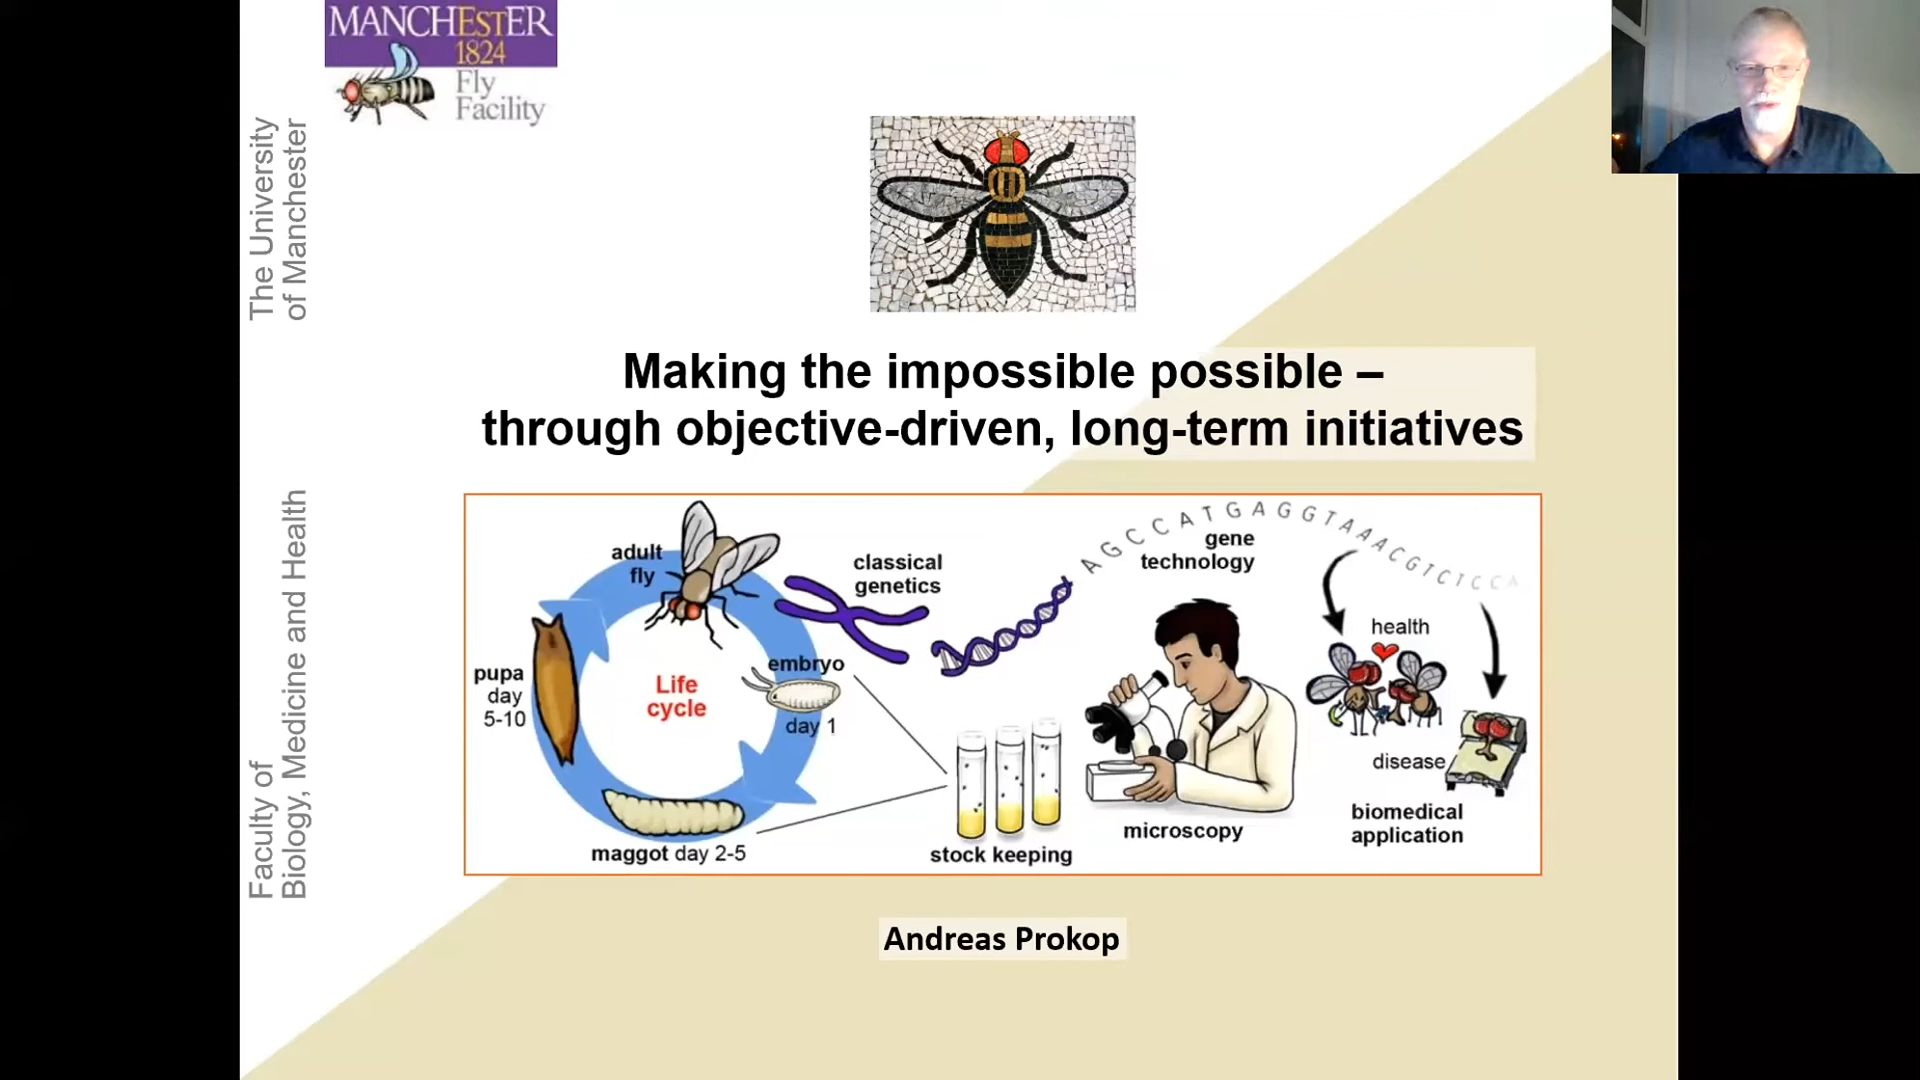 MANCHEsTER
1824
Fly
Facility
The University
of Manchester
Faculty of
Biology, Medicine and Health
Making the impossible possible –
through objective-driven, long-term initiatives
adult
fly
pupa
day
5-10
Life
cycle
embryo
day 1
maggot day 2-5
classical
genetics
AGCCATGAGGTAAACGTCTCCA
gene
technology
stock keeping
microscopy
health
disease
biomedical
application
Andreas Prokop